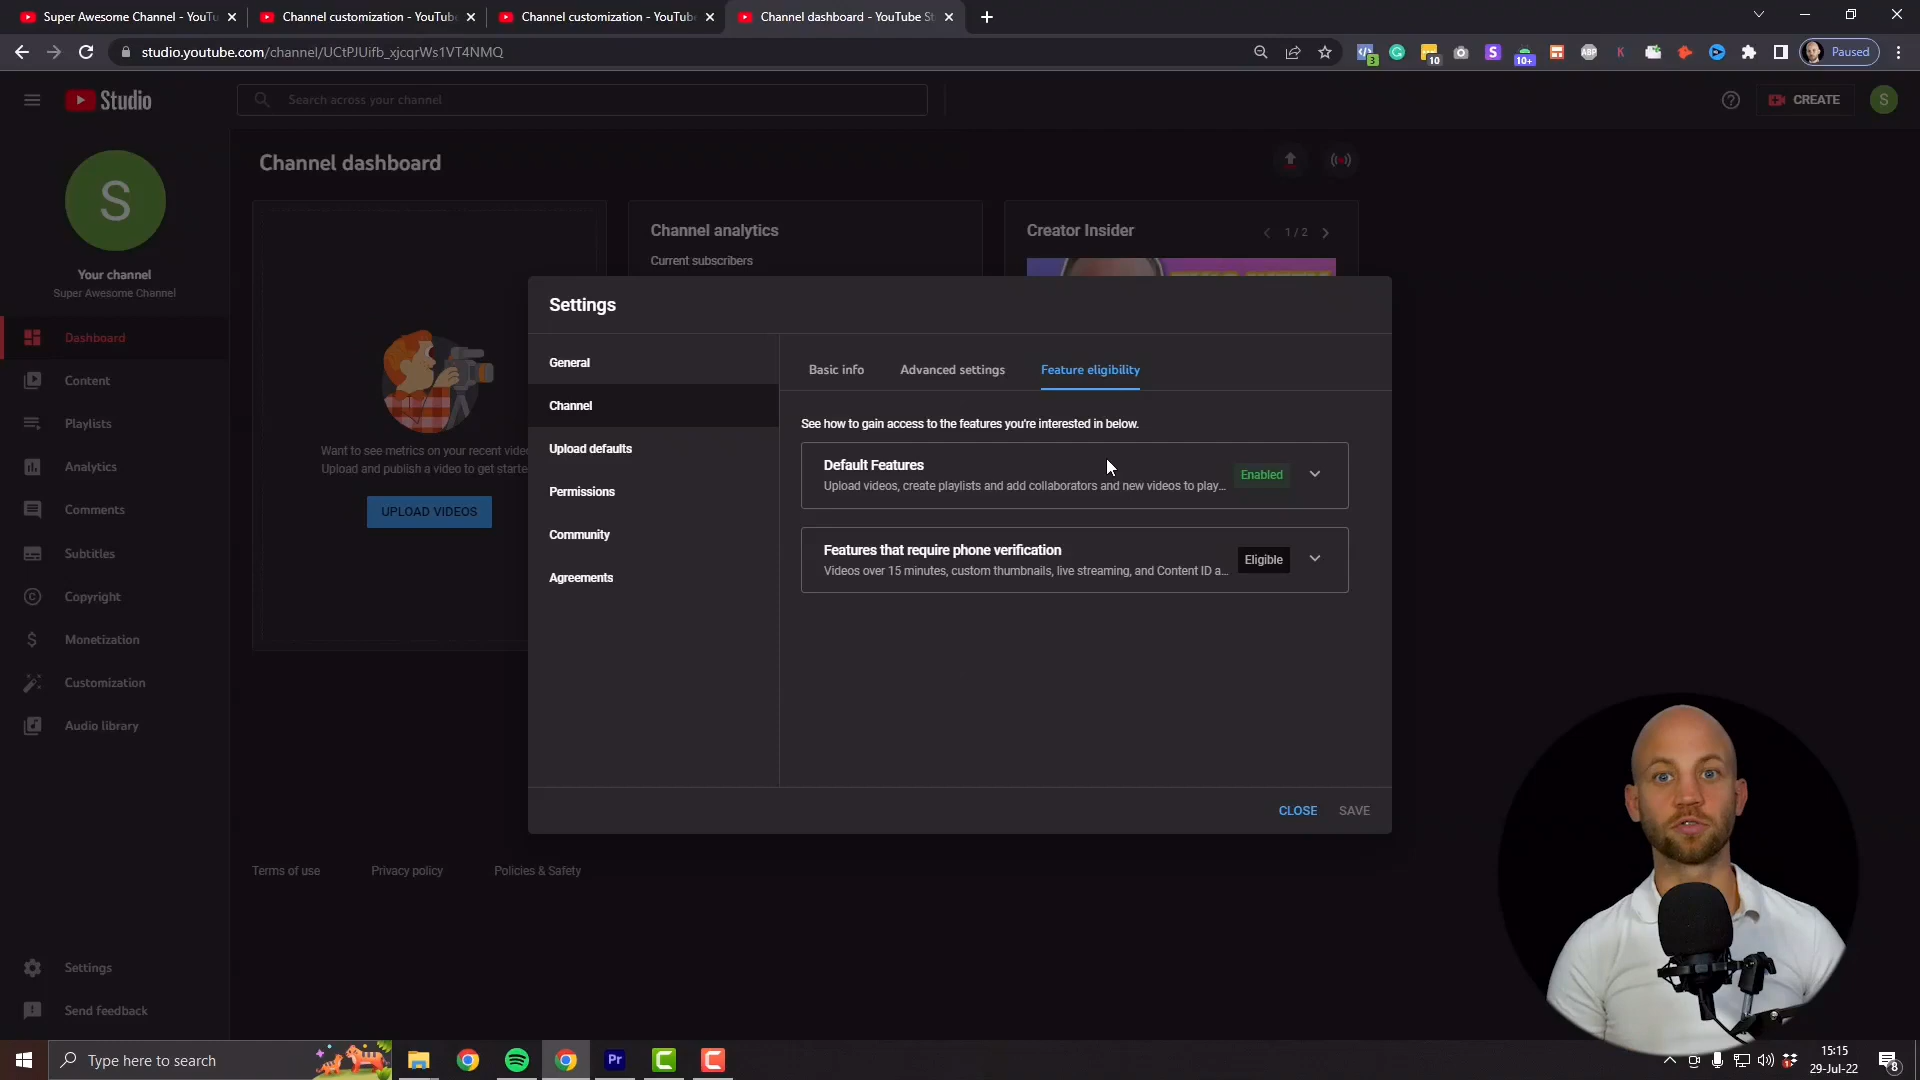 Super Awesome Channel - YouTu
Channel customization - YouTube
Channel customization - YouTub
Channel dashboard - YouTube St
studio.youtube.com/channel/UCtPJUifb_xjcqrWs1VT4NMQ
3
10
S
10+
ABP
K
Paused
Studio
Search across your channel
CREATE
S
S
Your channel
Super Awesome Channel
Dashboard
Content
Playlists
Analytics
Comments
Subtitles
Copyright
Monetization
Customization
Audio library
Settings
Send feedback
Channel dashboard
Want to see metrics on your recent vide
Upload and publish a video to get starte
UPLOAD VIDEOS
Channel analytics
Current subscribers
Creator Insider
1 / 2
Settings
General
Channel
Upload defaults
Permissions
Community
Agreements
Basic info
Advanced settings
Feature eligibility
See how to gain access to the features you're interested in below.
Default Features
Upload videos, create playlists and add collaborators and new videos to play...
Enabled
Features that require phone verification
Videos over 15 minutes, custom thumbnails, live streaming, and Content ID a...
Eligible
CLOSE
SAVE
Terms of use
Privacy policy
Policies & Safety
Type here to search
Pr
15:15
29-Jul-22
8